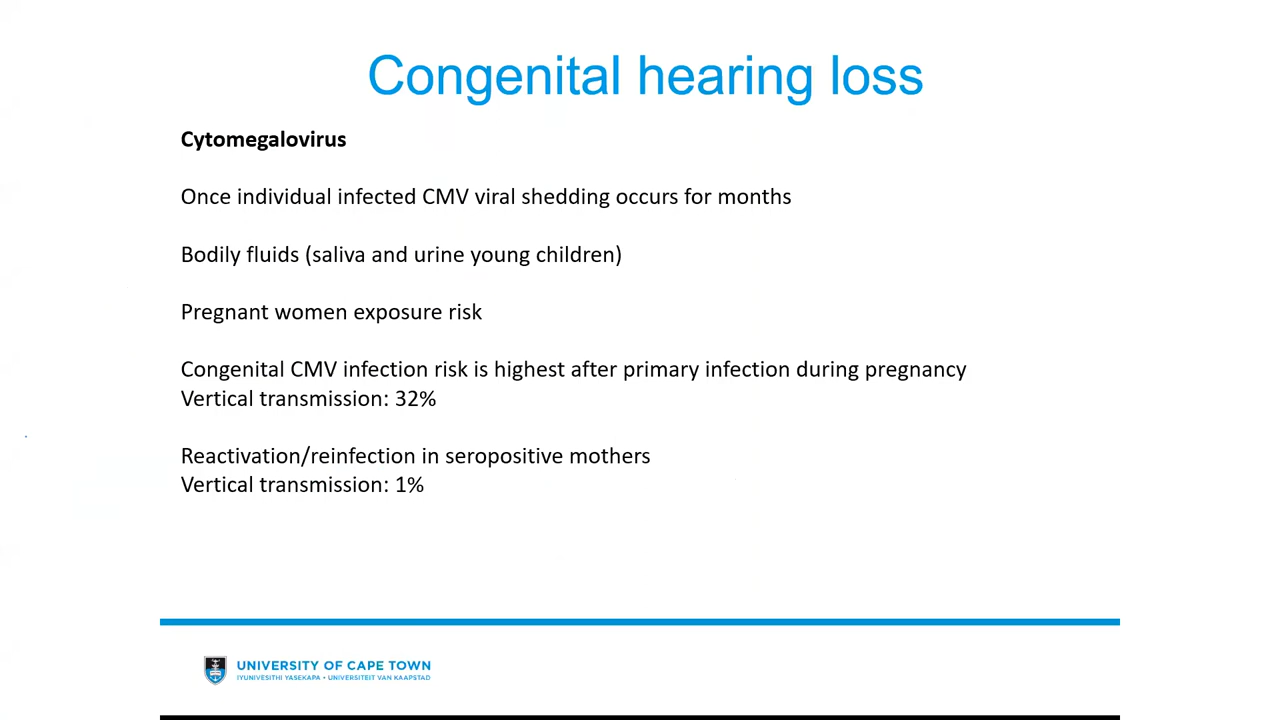 Congenital hearing loss
Cytomegalovirus
Once individual infected CMV viral shedding occurs for months
Bodily fluids (saliva and urine young children)
Pregnant women exposure risk
Congenital CMV infection risk is highest after primary infection during pregnancy
Vertical transmission: 32%
Reactivation/reinfection in seropositive mothers
Vertical transmission: 1%
UNIVERSITY OF CAPE TOWN
IYUNIVESITHI YASEKAPA • UNIVERSITEIT VAN KAAPSTAD